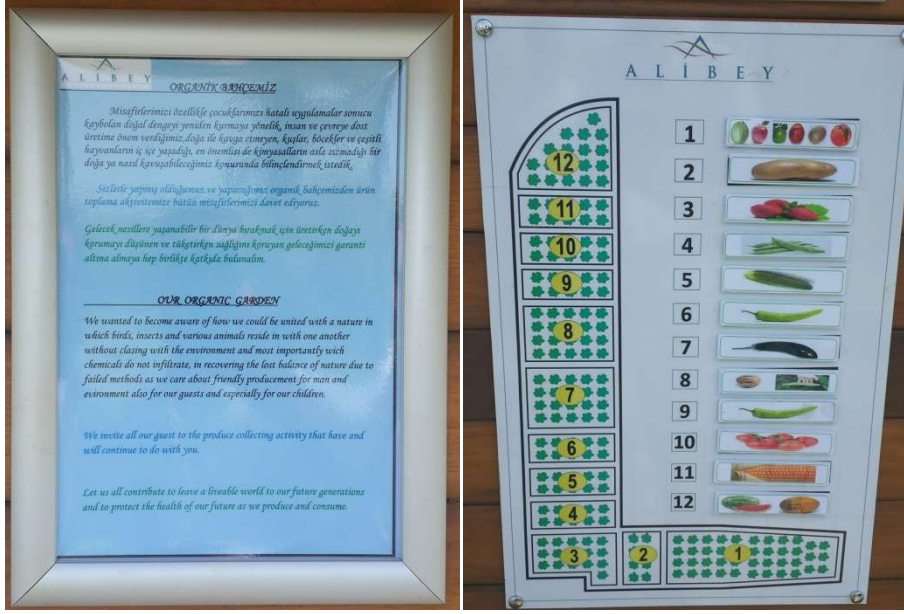 ALİBEY
ORGANİK BAHÇEMİZ
Misafirlerimizi özellikle çocuklarımızı hatalı uygulamalar sonucu
kaybolan doğal dengeyi yeniden kurmaya yönelik, insan ve çevreye dost
üretime önem verdiğimiz,doğa ile kavga etmeyen, kuşlar, böcekler ve çeşitli
hayvanların iç içe yaşadığı, en önemlisi de kimyasalların asla sızmadığı bir
doğa ya nasıl kavuşabileceğimiz konusunda bilinçlendirmek istedik.
Sizlerle yapmış olduğumuz ve yapacağımız organik bahçemizden ürün
toplama aktivitemize bütün misafirlerimizi davet ediyoruz.
Gelecek nesillere yaşanabilir bir dünya bırakmak için üretirken doğayı
korumayı düşünen ve tüketirken sağlığını koruyan geleceğimizi garanti
altına almaya hep birlikte katkıda bulunalım.
OUR ORGANIC GARDEN
We wanted to become aware of how we could be united with a nature in
which birds, insects and various animals reside in with one another
without clasing with the environment and most importantly wich
chemicals do not infiltrate, in recovering the lost balance of nature due to
failed methods as we care about friendly producement for man and
evironment also for our guests and especially for our children.
We invite all our guest to the produce collecting activity that have and
will continue to do with you.
Let us all contribute to leave a liveable world to our future generations
and to protect the health of our future as we produce and consume.
ALİBEY
12
11
10
9
8
7
6
5
4
3 2 1
1
2
3
4
5
6
7
8
9
10
11
12